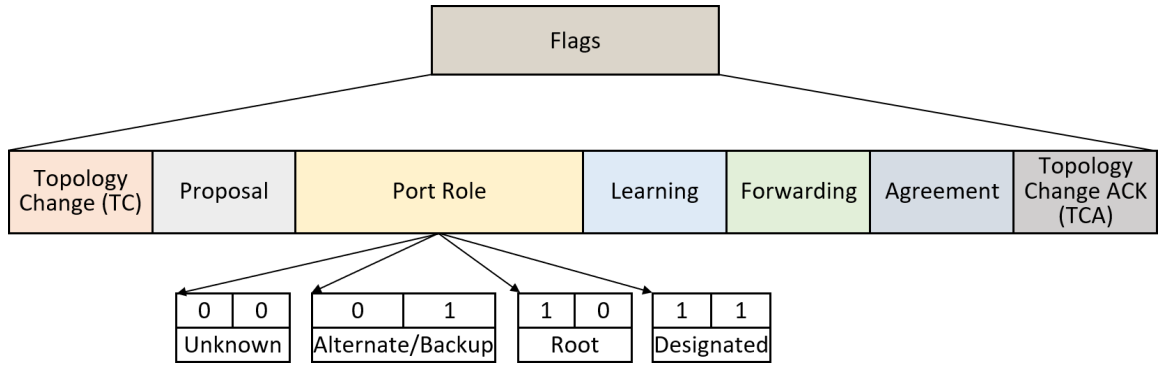 Flags
Topology
Change (TC)
Proposal
Port Role
Learning
Forwarding
Agreement
Topology
Change ACK
(TCA)
0 0
Unknown
0 1
Alternate/Backup
1 0
Root
1 1
Designated